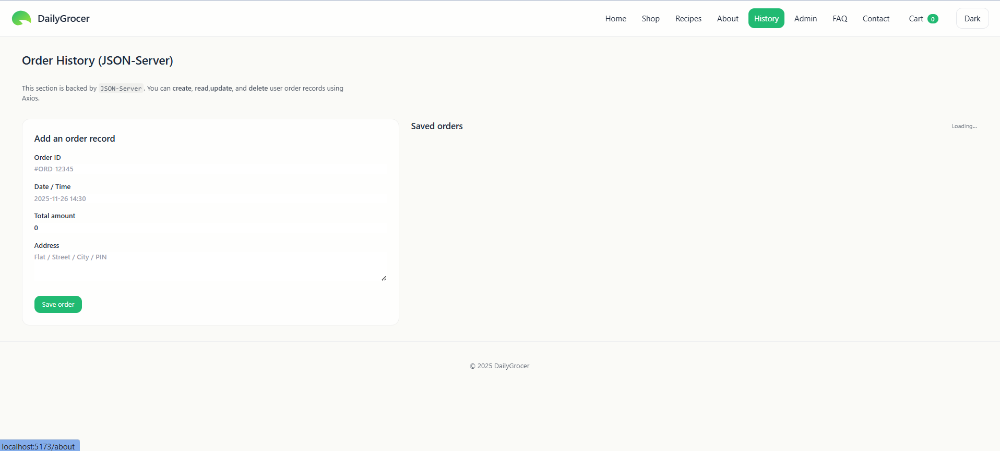 DailyGrocer
Home Shop Recipes About History Admin FAQ Contact Cart 0 Dark
Order History (JSON-Server)
This section is backed by JSON-Server. You can create, read,update, and delete user order records using
Axios.
Add an order record
Order ID
#ORD-12345
Date / Time
2025-11-26 14:30
Total amount
0
Address
Flat / Street / City / PIN
Save order
Saved orders
Loading...
© 2025 DailyGrocer
localhost:5173/about